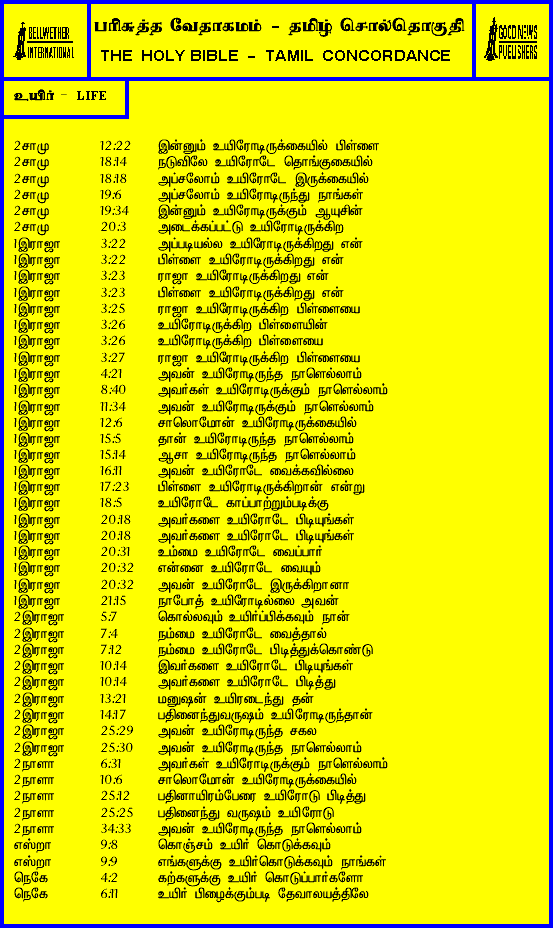 BELLWETHER
INTERNATIONAL
பரிசுத்த வேதாகமம் - தமிழ் சொல்தொகுதி
THE HOLY BIBLE - TAMIL CONCORDANCE
GOOD NEWS
PUBLISHERS
உயிர் - LIFE
2சாமு 12:22 இன்னும் உயிரோடிருக்கையில் பிள்ளை
2சாமு 18:14 நடுவிலே உயிரோடே தொங்குகையில்
2சாமு 18:18 அப்சலோம் உயிரோடே இருக்கையில்
2சாமு 19:6 அப்சலோம் உயிரோடிருந்து நாங்கள்
2சாமு 19:34 இன்னும் உயிரோடிருக்கும் ஆயுசின்
2சாமு 20:3 அடைக்கப்பட்டு உயிரோடிருக்கிற
1இராஜா 3:22 அப்படியல்ல உயிரோடிருக்கிறது என்
1இராஜா 3:22 பிள்ளை உயிரோடிருக்கிறது என்
1இராஜா 3:23 ராஜா உயிரோடிருக்கிறது என்
1இராஜா 3:23 பிள்ளை உயிரோடிருக்கிறது என்
1இராஜா 3:25 ராஜா உயிரோடிருக்கிற பிள்ளையை
1இராஜா 3:26 உயிரோடிருக்கிற பிள்ளையின்
1இராஜா 3:26 உயிரோடிருக்கிற பிள்ளையை
1இராஜா 3:27 ராஜா உயிரோடிருக்கிற பிள்ளையை
1இராஜா 4:21 அவன் உயிரோடிருந்த நாளெல்லாம்
1இராஜா 8:40 அவர்கள் உயிரோடிருக்கும் நாளெல்லாம்
1இராஜா 11:34 அவன் உயிரோடிருக்கும் நாளெல்லாம்
1இராஜா 12:6 சாலொமோன் உயிரோடிருக்கையில்
1இராஜா 15:5 தான் உயிரோடிருந்த நாளெல்லாம்
1இராஜா 15:14 ஆசா உயிரோடிருந்த நாளெல்லாம்
1இராஜா 16:11 அவன் உயிரோடே வைக்கவில்லை
1இராஜா 17:23 பிள்ளை உயிரோடிருக்கிறான் என்று
1இராஜா 18:5 உயிரோடே காப்பாற்றும்படிக்கு
1இராஜா 20:18 அவர்களை உயிரோடே பிடியுங்கள்
1இராஜா 20:18 அவர்களை உயிரோடே பிடியுங்கள்
1இராஜா 20:31 உம்மை உயிரோடே வைப்பார்
1இராஜா 20:32 என்னை உயிரோடே வையும்
1இராஜா 20:32 அவன் உயிரோடே இருக்கிறானா
1இராஜா 21:15 நாபோத் உயிரோடில்லை அவன்
2இராஜா 5:7 கொல்லவும் உயிர்ப்பிக்கவும் நான்
2இராஜா 7:4 நம்மை உயிரோடே வைத்தால்
2இராஜா 7:12 நம்மை உயிரோடே பிடித்துக்கொண்டு
2இராஜா 10:14 இவர்களை உயிரோடே பிடியுங்கள்
2இராஜா 10:14 அவர்களை உயிரோடே பிடித்து
2இராஜா 13:21 மனுஷன் உயிரடைந்து தன்
2இராஜா 14:17 பதினைந்துவருஷம் உயிரோடிருந்தான்
2இராஜா 25:29 அவன் உயிரோடிருந்த சகல
2இராஜா 25:30 அவன் உயிரோடிருந்த நாளெல்லாம்
2நாளா 6:31 அவர்கள் உயிரோடிருக்கும் நாளெல்லாம்
2நாளா 10:6 சாலொமோன் உயிரோடிருக்கையில்
2நாளா 25:12 பதினாயிரம்பேரை உயிரோடு பிடித்து
2நாளா 25:25 பதினைந்து வருஷம் உயிரோடு
2நாளா 34:33 அவன் உயிரோடிருந்த நாளெல்லாம்
எஸ்றா 9:8 கொஞ்சம் உயிர் கொடுக்கவும்
எஸ்றா 9:9 எங்களுக்கு உயிர்கொடுக்கவும் நாங்கள்
நெகே 4:2 கற்களுக்கு உயிர் கொடுப்பார்களோ
நெகே 6:11 உயிர் பிழைக்கும்படி தேவாலயத்திலே